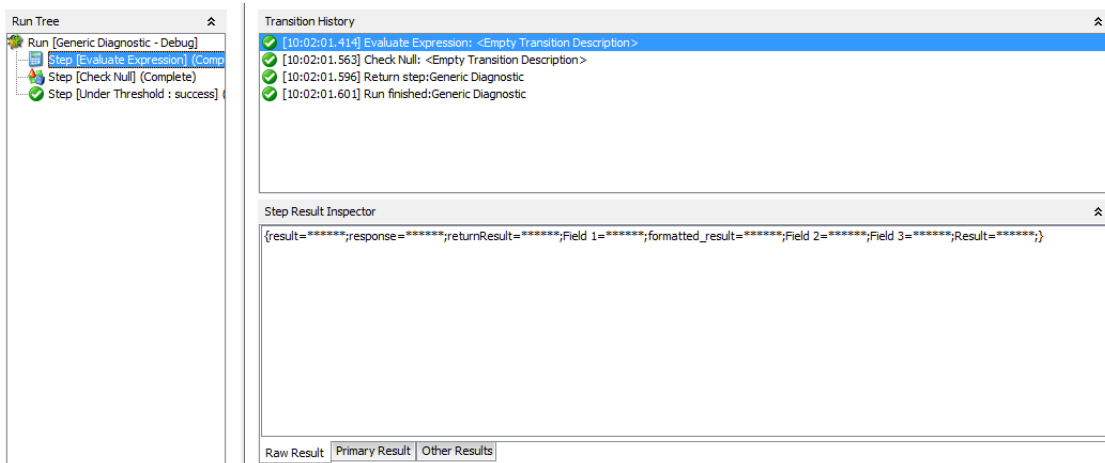 Run Tree
Run [Generic Diagnostic - Debug]
Step [Evaluate Expression] (Comp
Step [Check Null] (Complete)
Step [Under Threshold : success] (
Transition History
[10:02:01.414] Evaluate Expression: <Empty Transition Description>
[10:02:01.563] Check Null: <Empty Transition Description>
[10:02:01.596] Return step:Generic Diagnostic
[10:02:01.601] Run finished:Generic Diagnostic
Step Result Inspector
{result=******;response=******;returnResult=******;Field 1=******;formatted_result=******;Field 2=******;Field 3=******;Result=******;}
Raw Result Primary Result Other Results